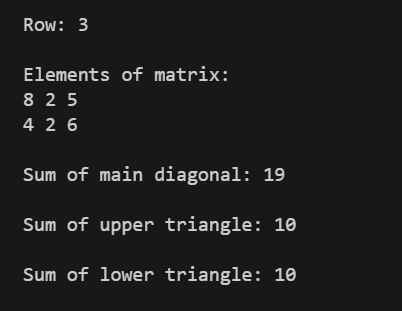 Row: 3
Elements of matrix:
8 2 5
4 2 6
Sum of main diagonal: 19
Sum of upper triangle: 10
Sum of lower triangle: 10